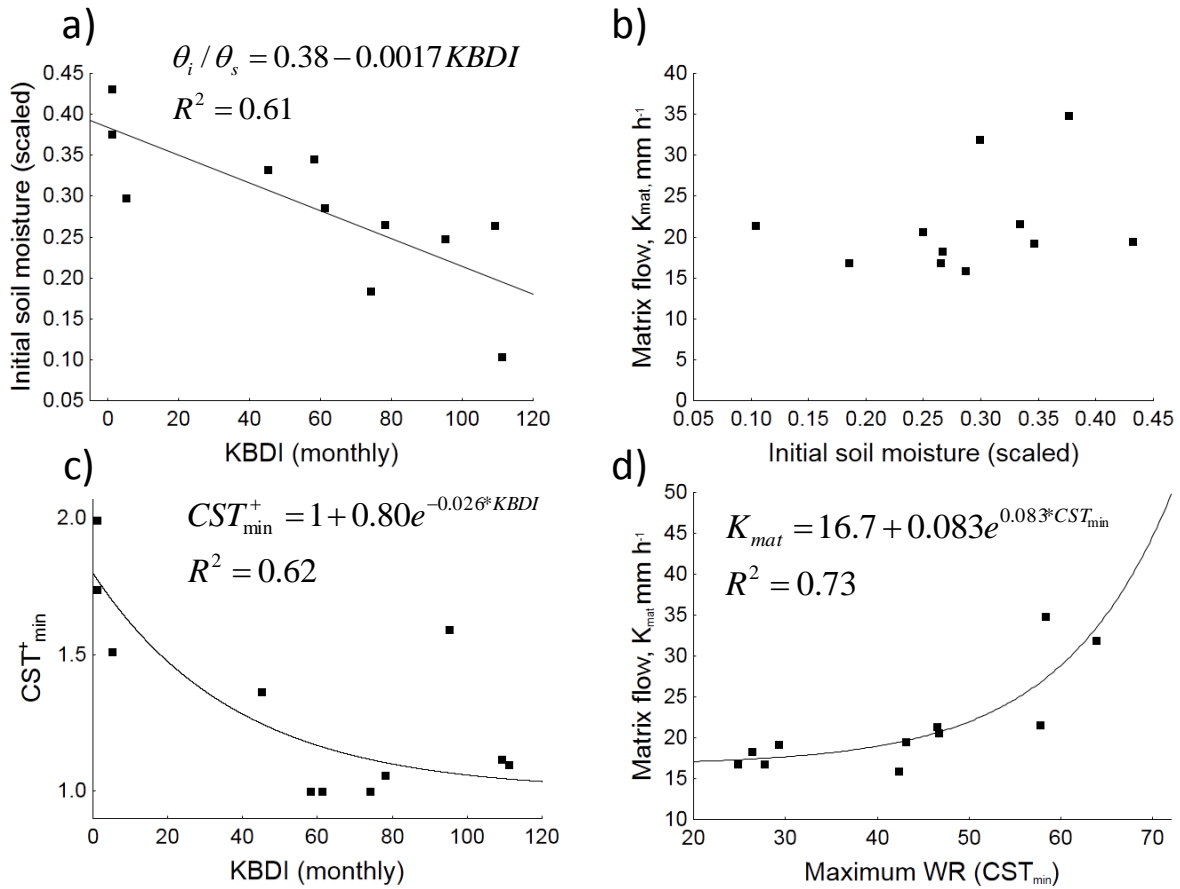 a)
θi / θs = 0.38 − 0.0017 KBDI
R² = 0.61
Initial soil moisture (scaled)
0.45
0.40
0.35
0.30
0.25
0.20
0.15
0.10
0.05
0 20 40 60 80 100 120
KBDI (monthly)
b)
Matrix flow, Kmat, mm h-1
40
35
30
25
20
15
10
5
0
0.05 0.10 0.15 0.20 0.25 0.30 0.35 0.40 0.45
Initial soil moisture (scaled)
c)
CST⁺min = 1 + 0.80e^−0.026*KBDI
R² = 0.62
CST⁺min
2.0
1.5
1.0
0 20 40 60 80 100 120
KBDI (monthly)
d)
Kmat = 16.7 + 0.083e^0.083*CSTmin
R² = 0.73
Matrix flow, Kmat mm h-1
50
45
40
35
30
25
20
15
10
20 30 40 50 60 70
Maximum WR (CSTmin)